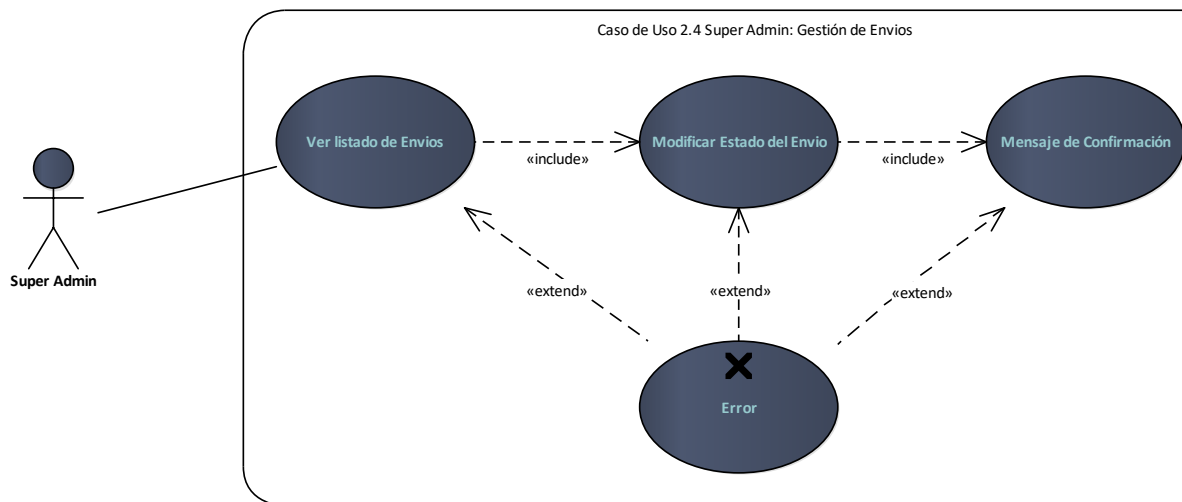 Caso de Uso 2.4 Super Admin: Gestión de Envios
Ver listado de Envios
«include»
Modificar Estado del Envio
«include»
Mensaje de Confirmación
Super Admin
«extend»
«extend»
«extend»
Error